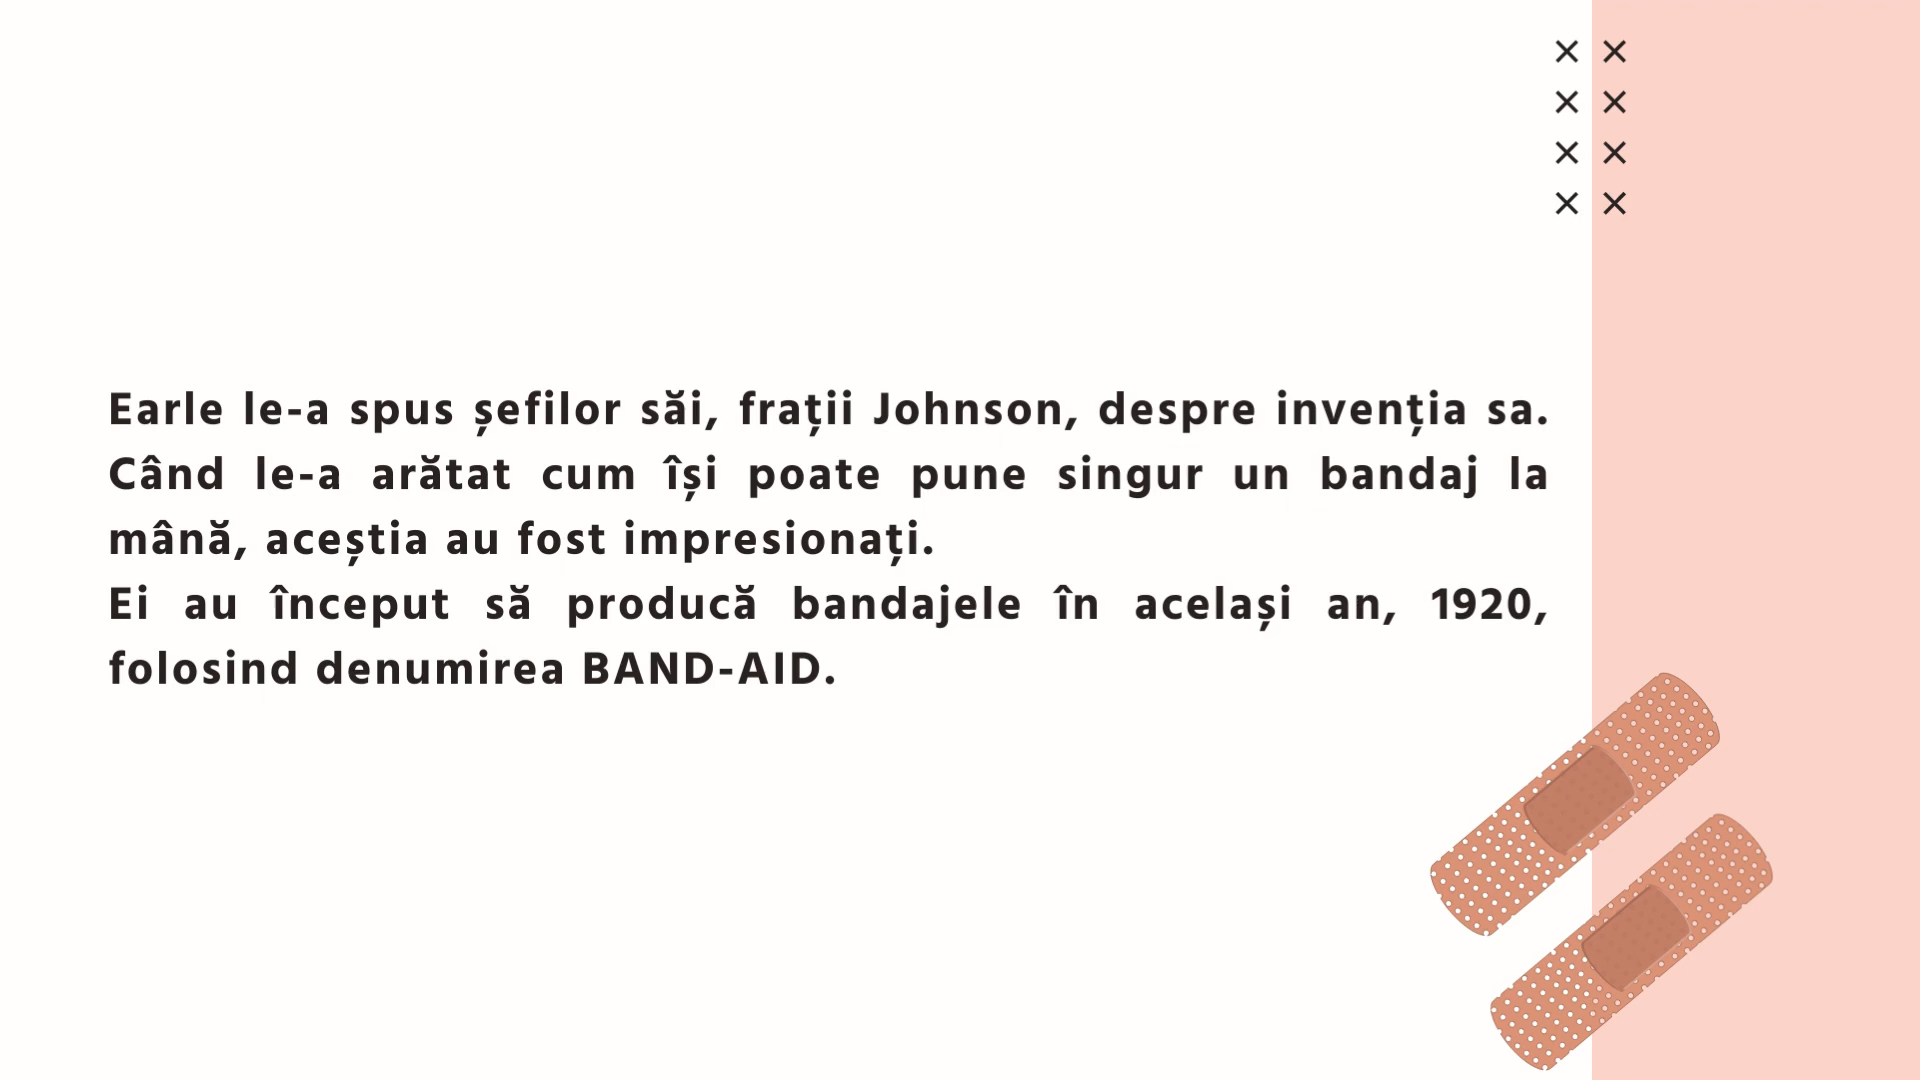 Earle le-a spus șefilor săi, frații Johnson, despre invenția sa.
Când le-a arătat cum își poate pune singur un bandaj la
mână, aceștia au fost impresionați.
Ei au început să producă bandajele în același an, 1920,
folosind denumirea BAND-AID.